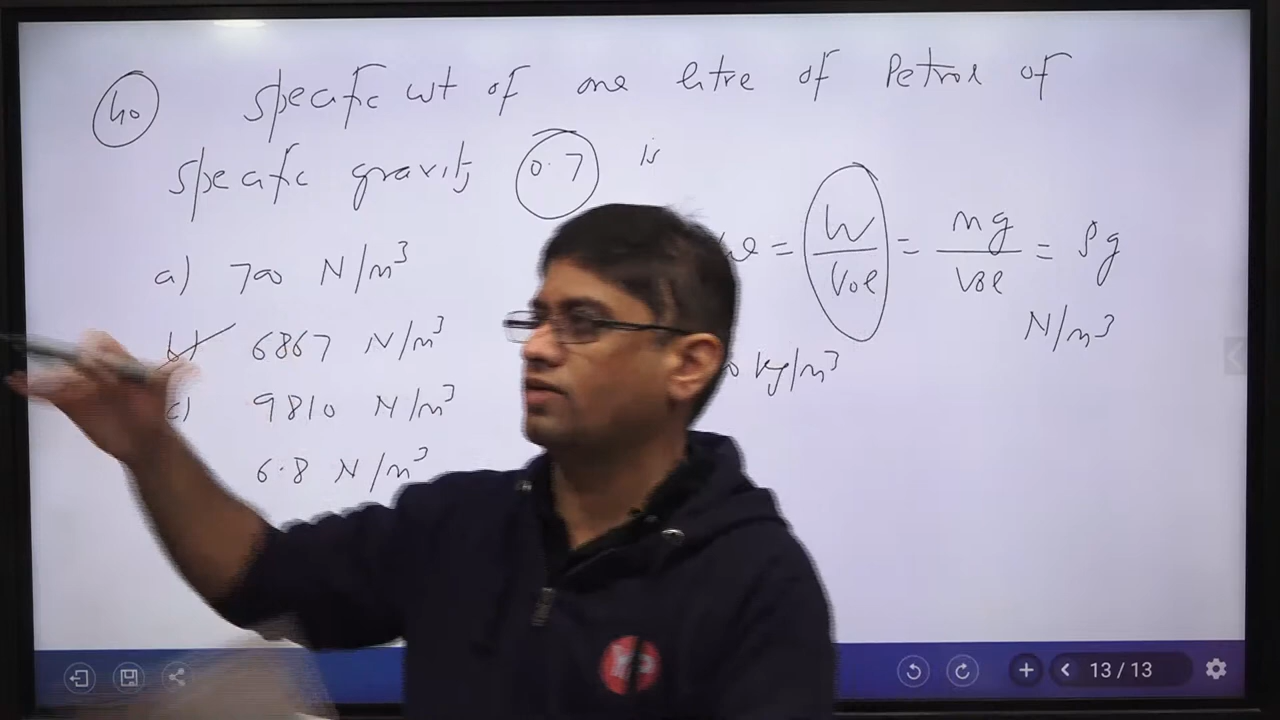 40 Specific wt of one litre of Petrol of
specific gravity 0.7 is
a) 700 N/m³
b) 6867 N/m³
c) 9810 N/m³
6.8 N/m³
= W/Vol = mg/Vol = ρg
N/m³
kg/m³
13 / 13